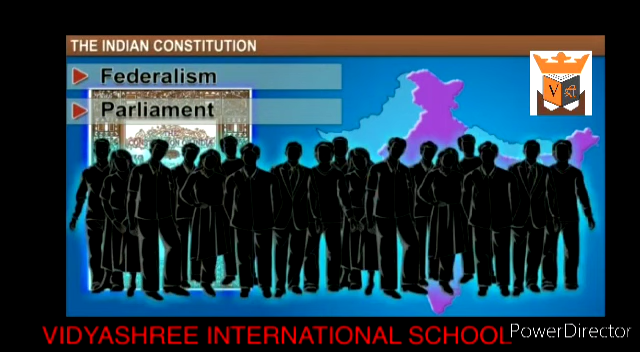 THE INDIAN CONSTITUTION
Federalism
Parliament
VIDYASHREE INTERNATIONAL SCHOOL
PowerDirector